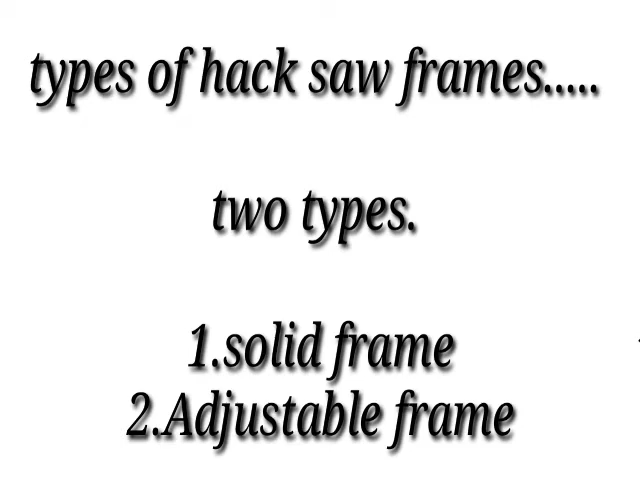 types of hack saw frames.....
two types.
1.solid frame
2.Adjustable frame